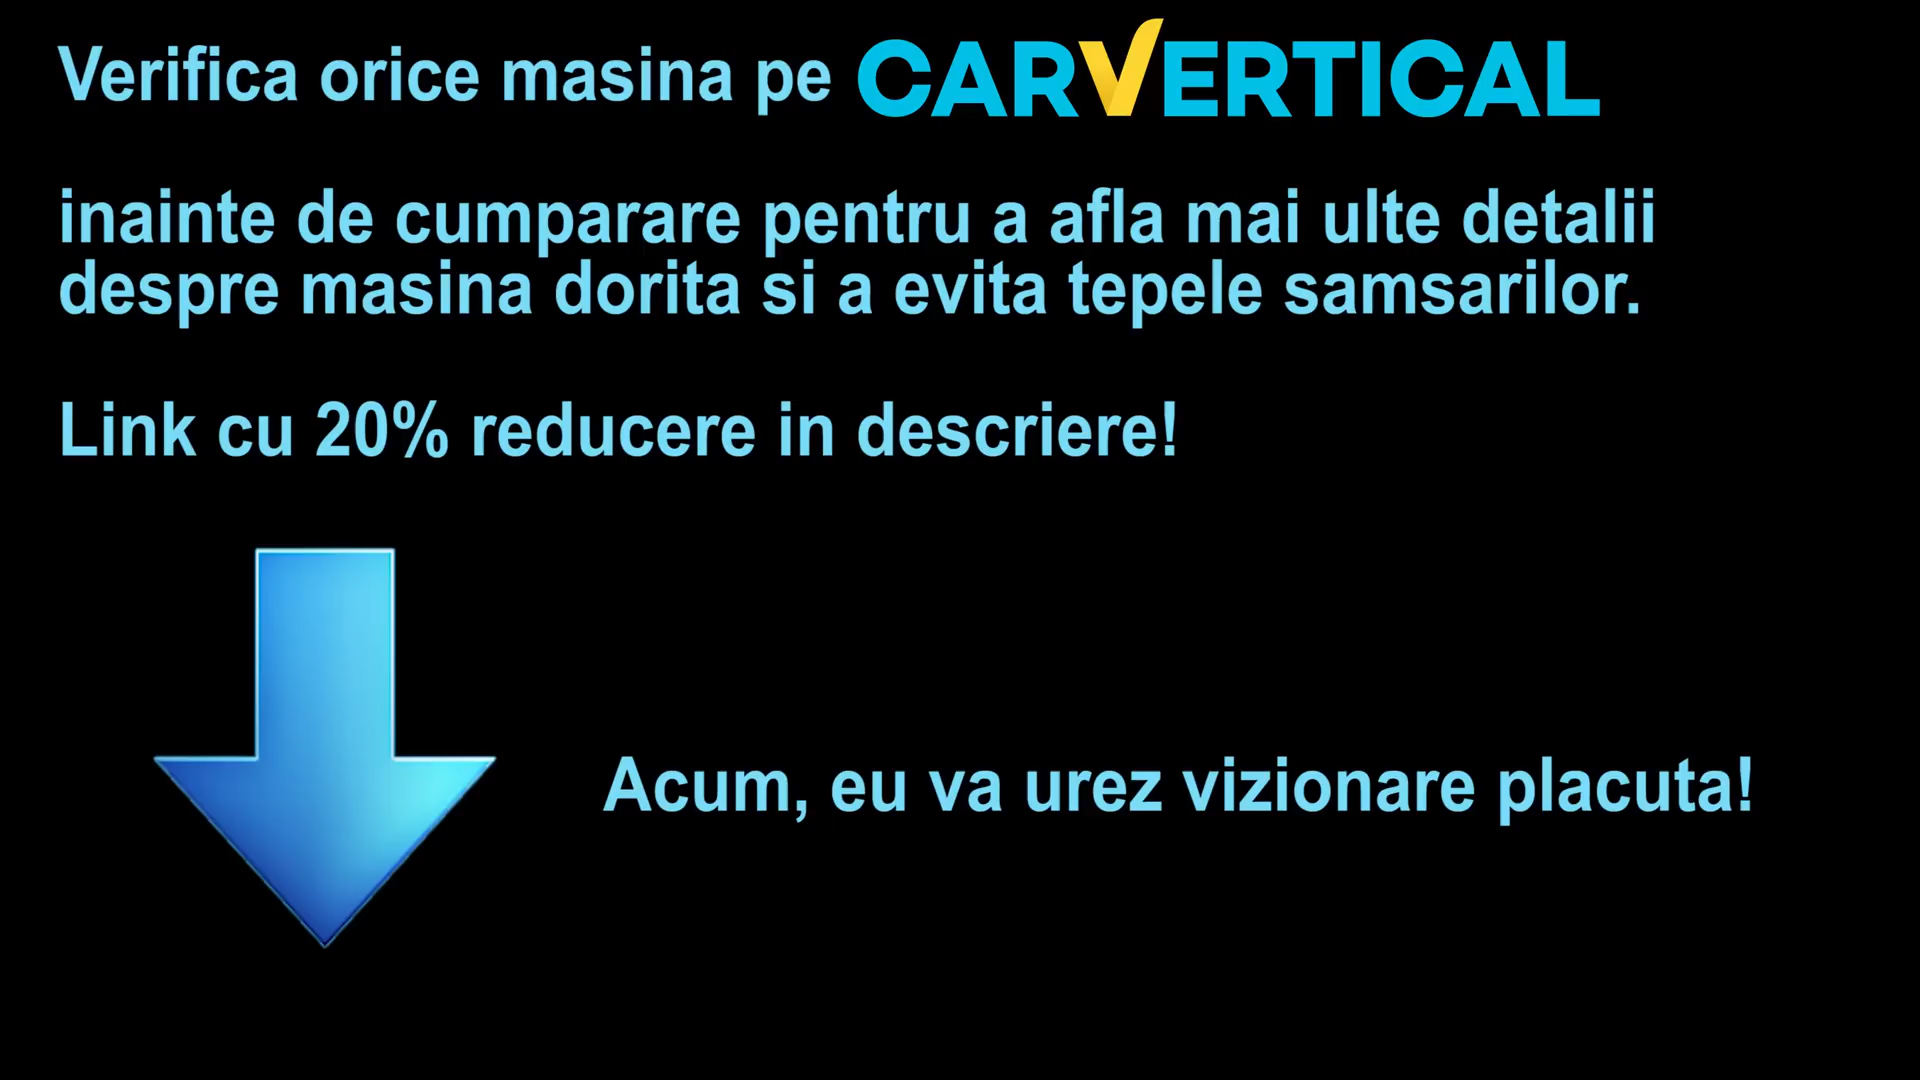 Verifica orice masina pe CARVERTICAL
inainte de cumparare pentru a afla mai ulte detalii
despre masina dorita si a evita tepele samsarilor.
Link cu 20% reducere in descriere!
Acum, eu va urez vizionare placuta!